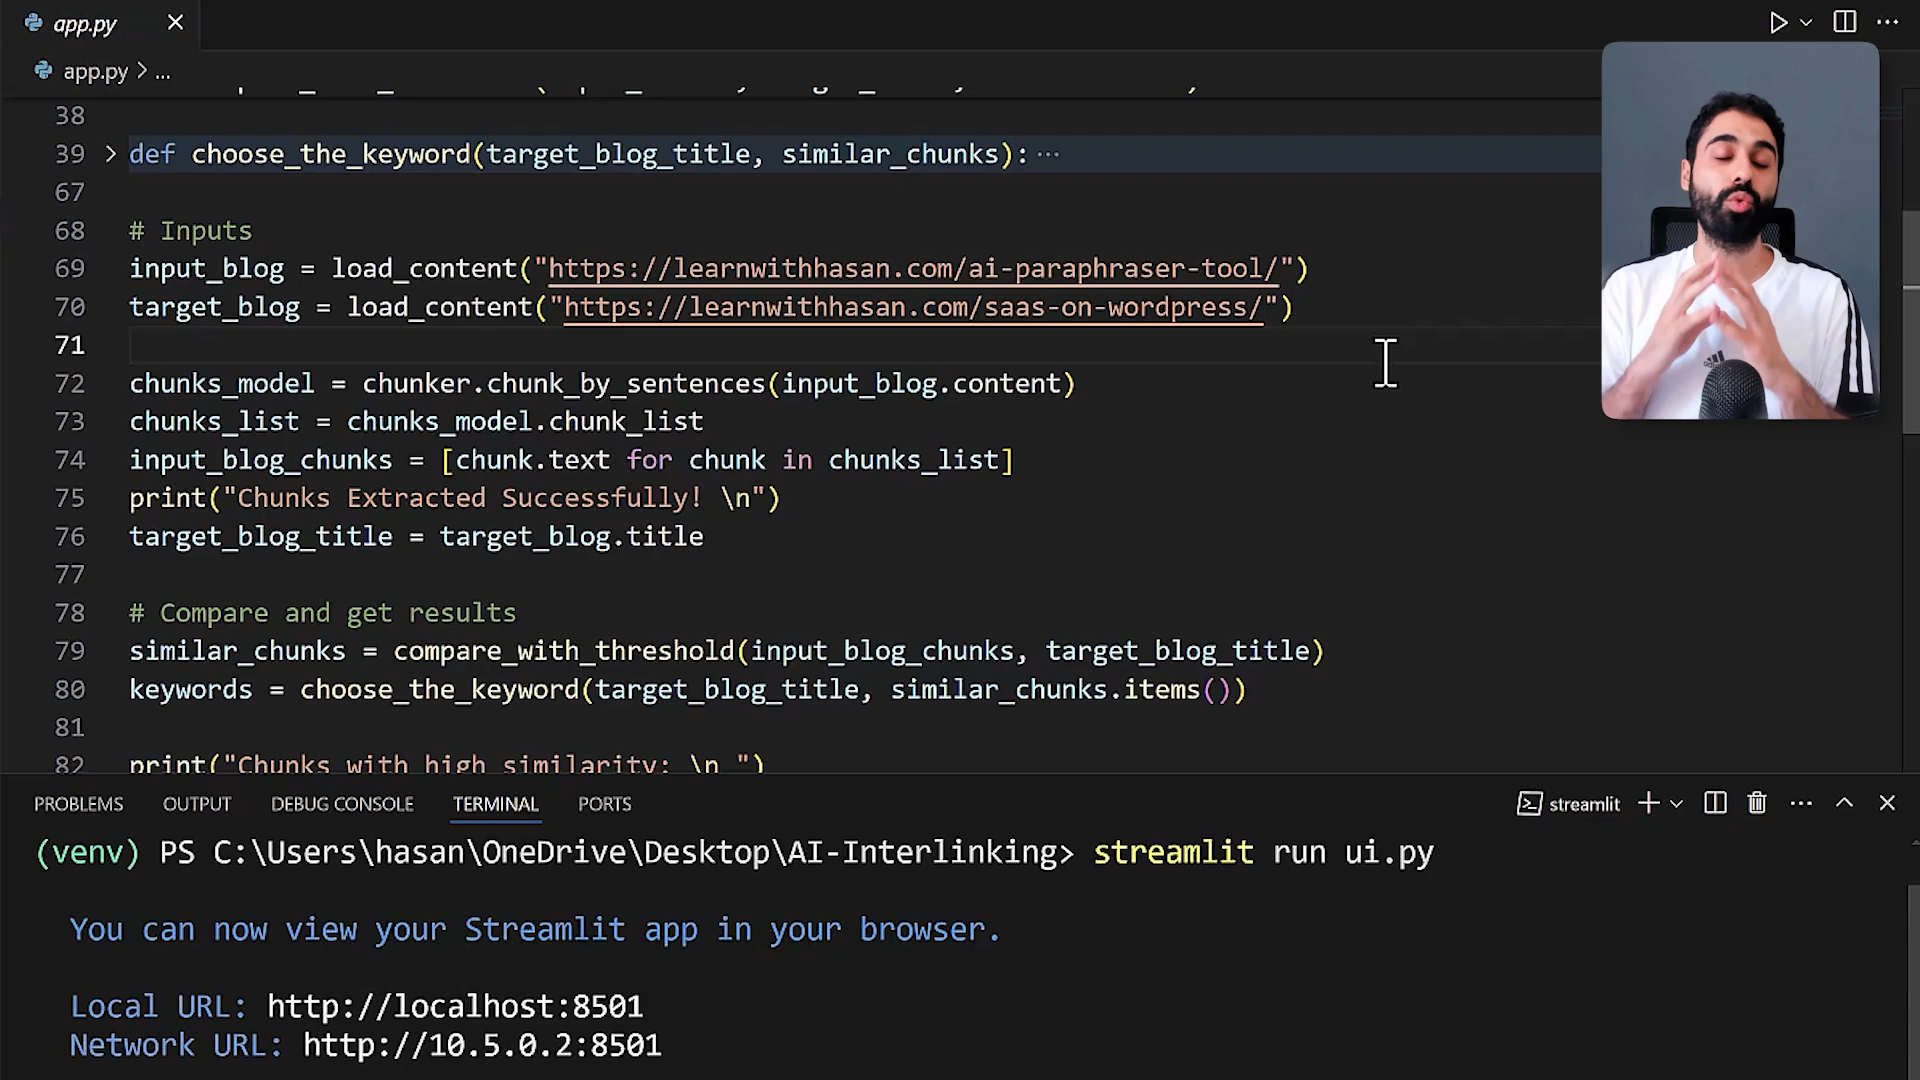 app.py
app.py > ...
38
39 > def choose_the_keyword(target_blog_title, similar_chunks): ...
67
68 # Inputs
69 input_blog = load_content("https://learnwithhasan.com/ai-paraphraser-tool/")
70 target_blog = load_content("https://learnwithhasan.com/saas-on-wordpress/")
71
72 chunks_model = chunker.chunk_by_sentences(input_blog.content)
73 chunks_list = chunks_model.chunk_list
74 input_blog_chunks = [chunk.text for chunk in chunks_list]
75 print("Chunks Extracted Successfully! \n")
76 target_blog_title = target_blog.title
77
78 # Compare and get results
79 similar_chunks = compare_with_threshold(input_blog_chunks, target_blog_title)
80 keywords = choose_the_keyword(target_blog_title, similar_chunks.items())
81
82 print("Chunks with high similarity: \n ")
PROBLEMS OUTPUT DEBUG CONSOLE TERMINAL PORTS streamlit
(venv) PS C:\Users\hasan\OneDrive\Desktop\AI-Interlinking> streamlit run ui.py
You can now view your Streamlit app in your browser.
Local URL: http://localhost:8501
Network URL: http://10.5.0.2:8501